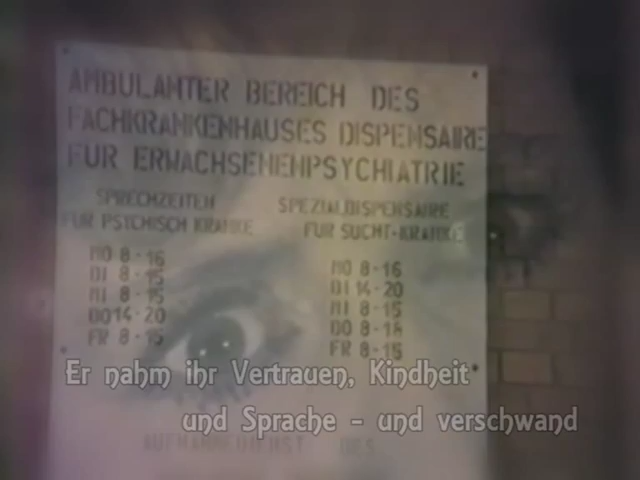 AMBULANTER BEREICH DES
FACHKRANKENHAUSES DISPENSAIRE
FUR ERWACHSENENPSYCHIATRIE
SPRECHZEITEN
FUR PSYCHISCH KRANKE
MO 8-16
DI 8-15
MI 8-15
DO 14-20
FR 8-15
SPEZIALDISPENSAIRE
FUR SUCHT-KRANKE
MO 8-16
DI 14-20
MI 8-15
DO 8-16
FR 8-15
Er nahm ihr Vertrauen, Kindheit
und Sprache - und verschwand
DES